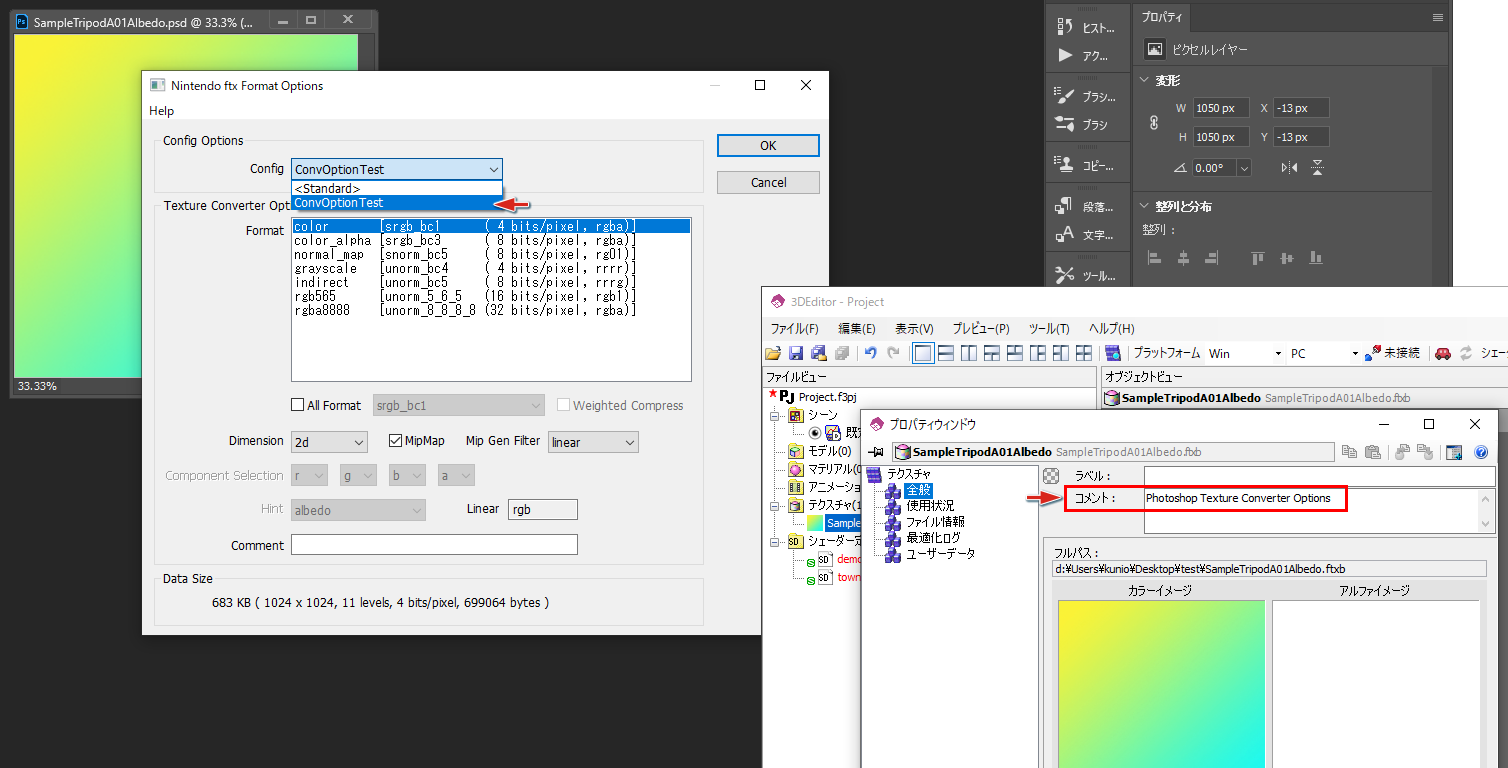 SampleTripodA01Albedo.psd @ 33.3% (...
33.33%
Nintendo ftx Format Options
Help
Config Options
Config ConvOptionTest
<Standard>
ConvOptionTest
OK
Cancel
Texture Converter Opt
Format
color [srgb_bc1 ( 4 bits/pixel, rgba)]
color_alpha [srgb_bc3 ( 8 bits/pixel, rgba)]
normal_map [snorm_bc5 ( 8 bits/pixel, rg01)]
grayscale [unorm_bc4 ( 4 bits/pixel, rrrr)]
indirect [unorm_bc5 ( 8 bits/pixel, rrrg)]
rgb565 [unorm_5_6_5 (16 bits/pixel, rgb1)]
rgba8888 [unorm_8_8_8_8 (32 bits/pixel, rgba)]
All Format srgb_bc1 Weighted Compress
Dimension 2d MipMap Mip Gen Filter linear
Component Selection r g b a
Hint albedo Linear rgb
Comment
Data Size
683 KB ( 1024 x 1024, 11 levels, 4 bits/pixel, 699064 bytes )
ヒスト...
アク...
ブラシ...
ブラシ
コピー...
段落...
文字...
ツール...
プロパティ
ピクセルレイヤー
変形
W 1050 px X -13 px
H 1050 px Y -13 px
0.00°
整列と分布
整列 :
3DEditor - Project
ファイル(F) 編集(E) 表示(V) プレビュー(P) ツール(T) ヘルプ(H)
プラットフォーム Win PC 未接続 シェー
ファイルビュー
Project.f3pj
シーン
既定
モデル(0)
マテリアル(0
アニメーショ
テクスチャ(1
Sample
シェーダー定
SD demo
SD town
オブジェクトビュー
SampleTripodA01Albedo SampleTripodA01Albedo.ftxb
プロパティウィンドウ
SampleTripodA01Albedo SampleTripodA01Albedo.ftxb
テクスチャ
全般
使用状況
ファイル情報
最適化ログ
ユーザーデータ
ラベル :
コメント : Photoshop Texture Converter Options
フルパス :
d:¥Users¥kunio¥Desktop¥test¥SampleTripodA01Albedo.ftxb
カラーイメージ
アルファイメージ